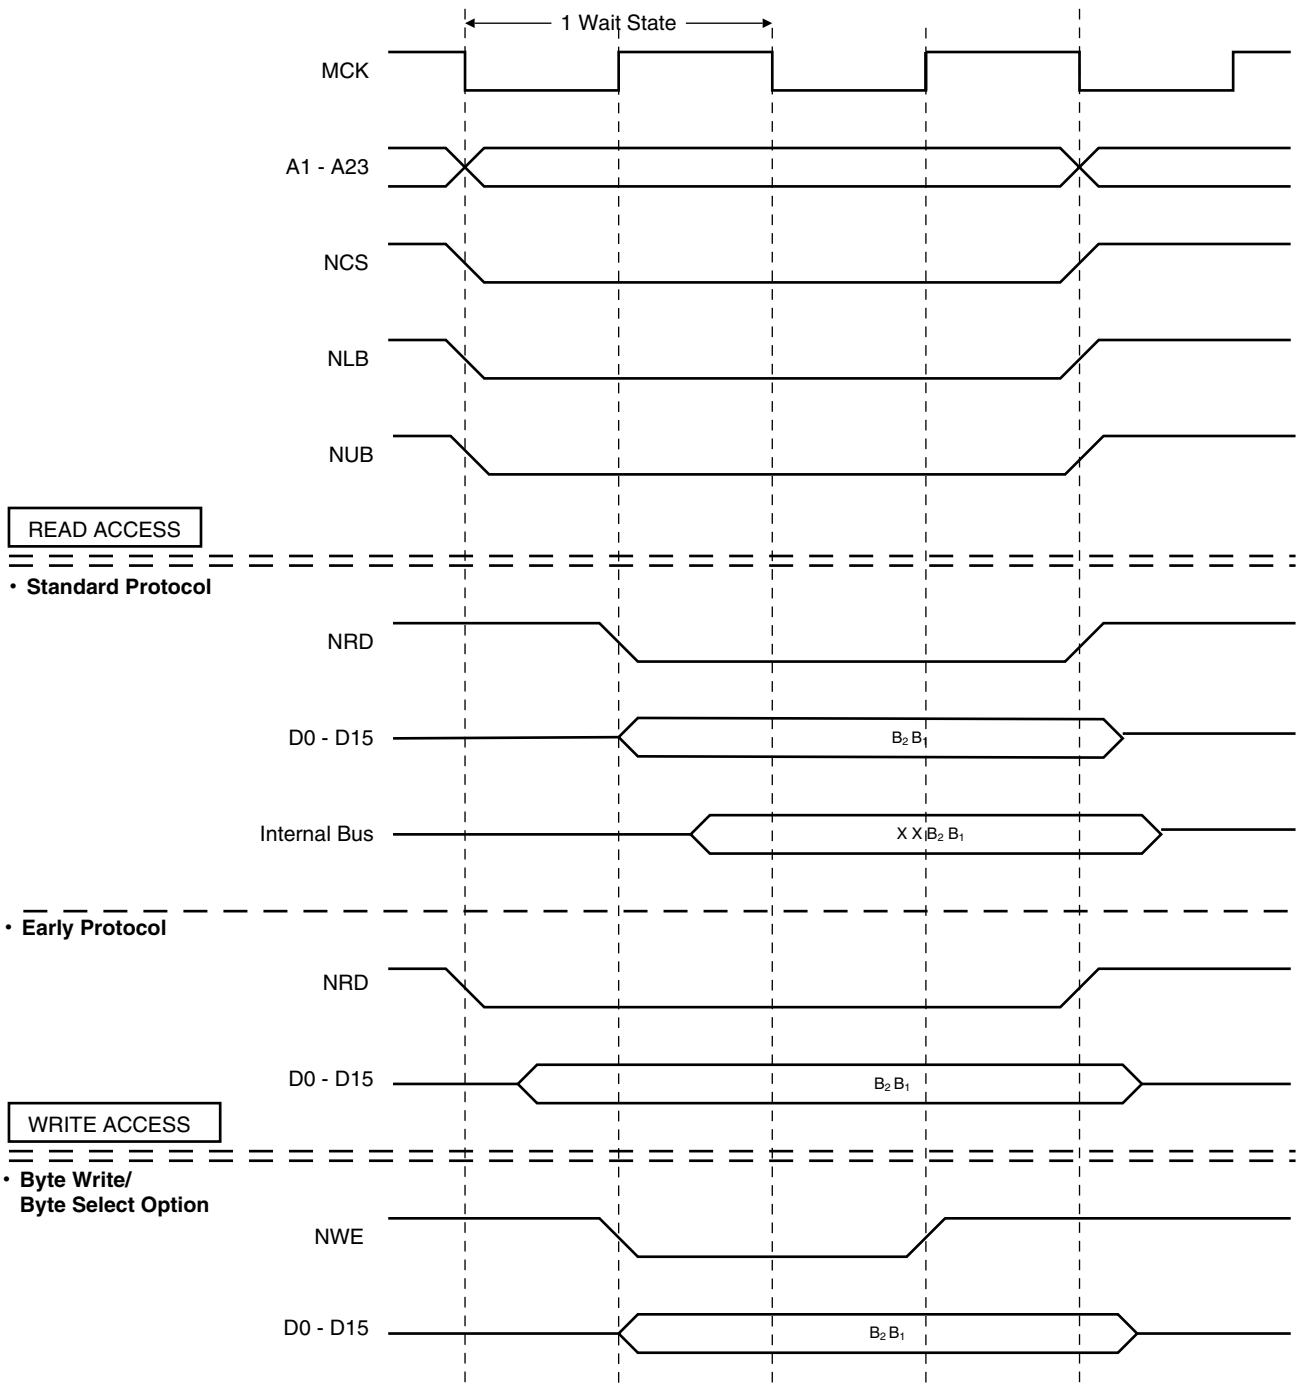 1 Wait State
MCK
A1 - A23
NCS
NLB
NUB
READ ACCESS
• Standard Protocol
NRD
D0 - D15
B₂ B₁
Internal Bus
X X B₂ B₁
• Early Protocol
NRD
D0 - D15
B₂ B₁
WRITE ACCESS
• Byte Write/
Byte Select Option
NWE
D0 - D15
B₂ B₁